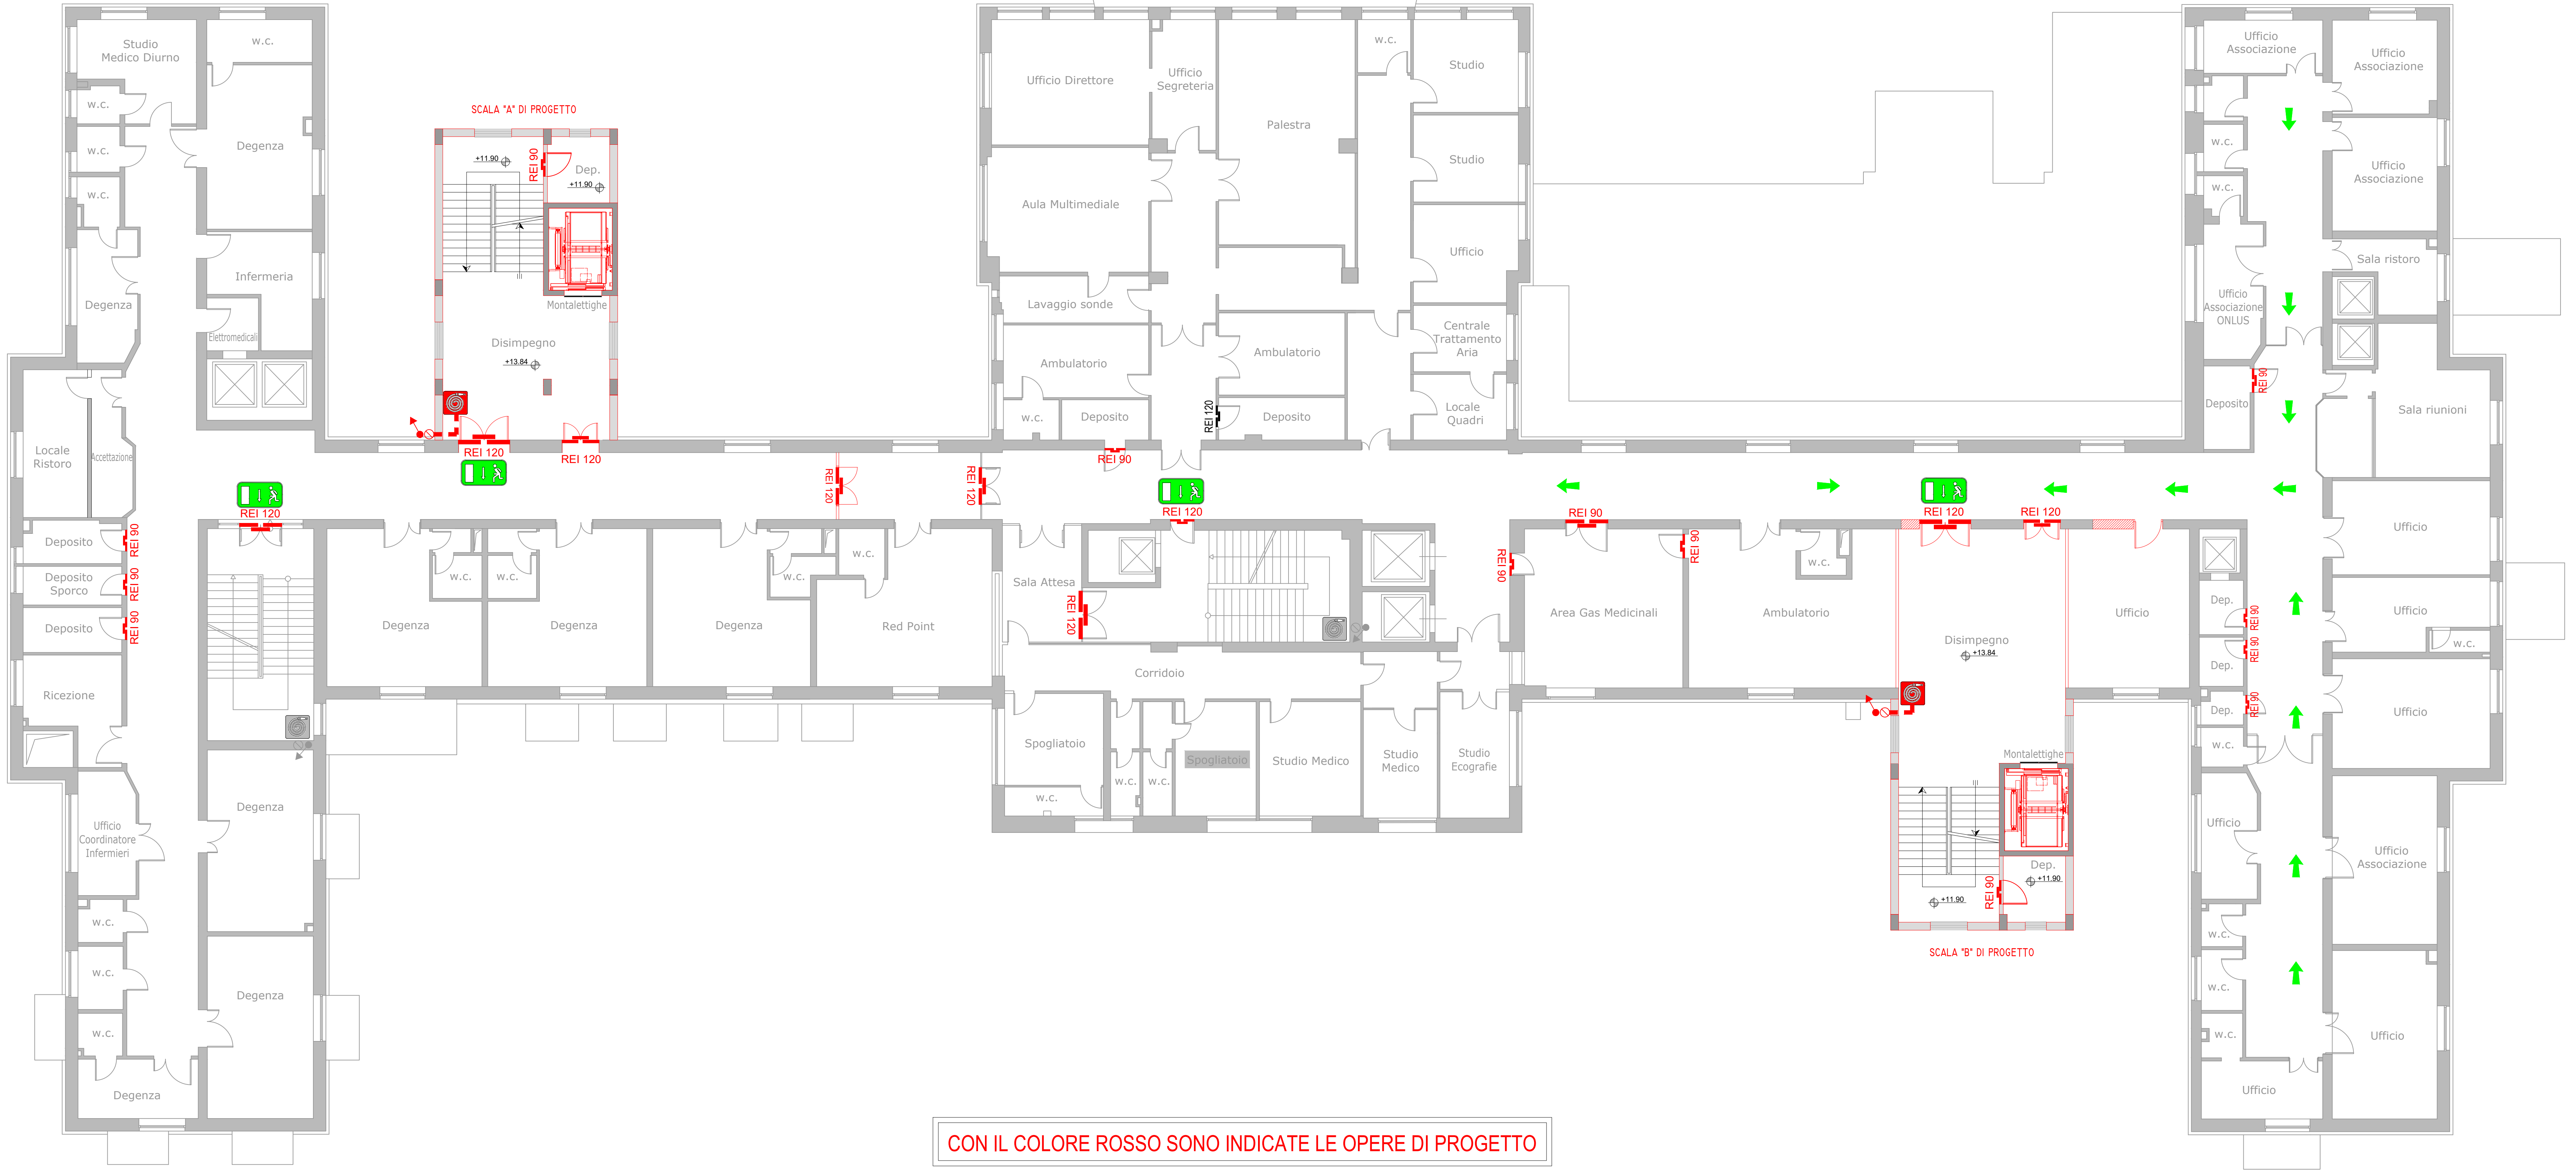 Studio
Medico Diurno
w.c.
w.c.
w.c.
w.c.
Degenza
Infermeria
Degenza
Elettromedicali
Locale
Ristoro
Accettazione
SCALA "A" DI PROGETTO
+11.90
REI 90
Dep.
+11.90
Montalettighe
Disimpegno
+13.84
REI 120
REI 120
REI 120
REI 120
REI 120
Deposito
REI 90
Deposito
Sporco
REI 90
Deposito
REI 90
Ricezione
Degenza
w.c.
Degenza
w.c.
Degenza
w.c.
w.c.
Red Point
Ufficio
Coordinatore
Infermieri
Degenza
w.c.
w.c.
w.c.
Degenza
Degenza
Ufficio Direttore
Ufficio
Segreteria
Palestra
w.c.
Studio
Studio
Aula Multimediale
Ufficio
Lavaggio sonde
Centrale
Trattamento
Aria
Ambulatorio
Ambulatorio
w.c.
Deposito
REI 120
Deposito
Locale
Quadri
REI 90
REI 120
Sala Attesa
REI 120
Corridoio
Spogliatoio
w.c.
w.c.
w.c.
Spogliatoio
Studio Medico
Studio
Medico
Studio
Ecografie
REI 90
REI 90
Area Gas Medicinali
REI 90
Ambulatorio
w.c.
REI 120
REI 120
Disimpegno
+13.84
Ufficio
Montalettighe
Dep.
+11.90
REI 90
+11.90
SCALA "B" DI PROGETTO
Ufficio
Associazione
Ufficio
Associazione
w.c.
Ufficio
Associazione
w.c.
Sala ristoro
Ufficio
Associazione
ONLUS
REI 90
Deposito
Sala riunioni
Ufficio
Dep.
REI 90
Ufficio
w.c.
REI 90
Dep.
REI 90
Dep.
Ufficio
w.c.
Ufficio
Ufficio
Associazione
w.c.
w.c.
w.c.
Ufficio
Ufficio
CON IL COLORE ROSSO SONO INDICATE LE OPERE DI PROGETTO